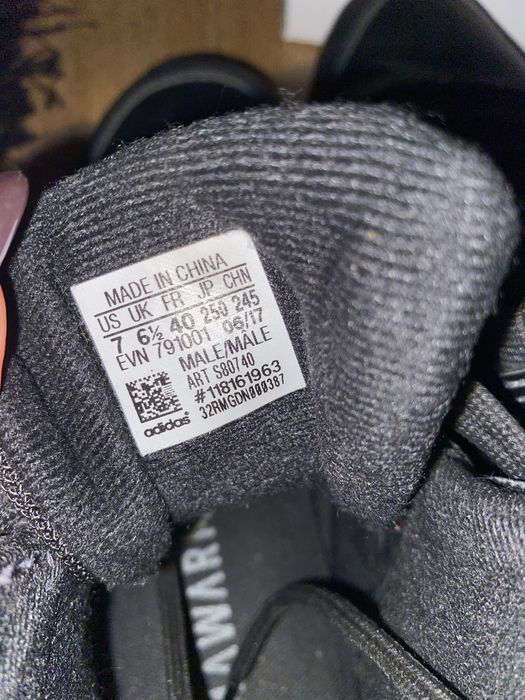 MADE IN CHINA
US UK FR JP CHN
7 6½ 40 250 245
EVN 791001 06/17
MALE/MALE
ART S80740
#118161963
32RMGDN000387
adidas